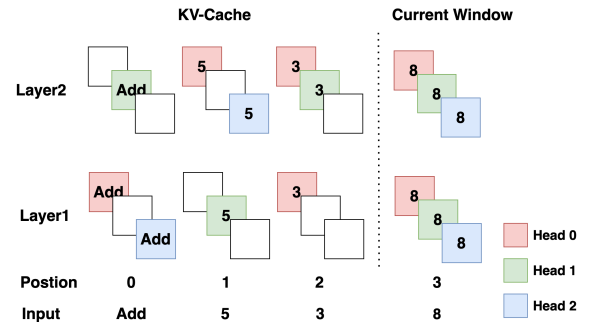 KV-Cache Current Window
5 3 8
Layer2 Add 3 8
5 8
Add 3 8
Layer1 5 8
Add 8
Head 0
Head 1
Postion 0 1 2 3
Head 2
Input Add 5 3 8